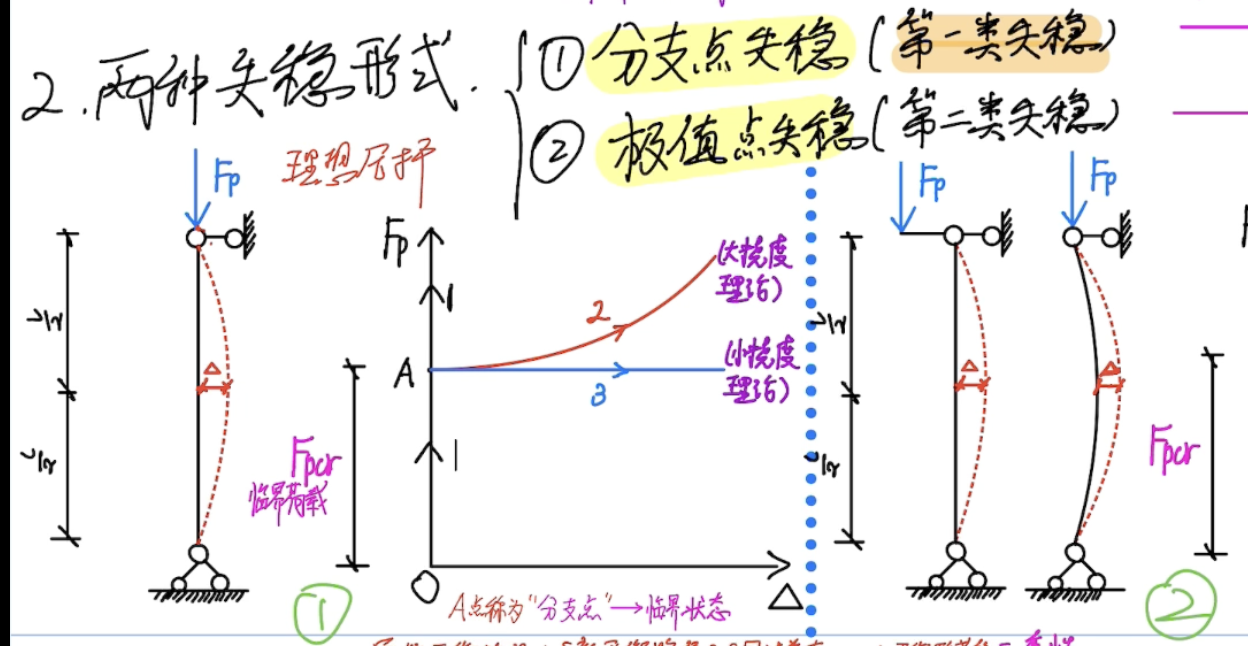 2.两种失稳形式.
①分支点失稳(第一类失稳)
②极值点失稳(第二类失稳)
理想压杆
Fp
Fp
Fp
Fp
(大挠度
理论)
1
2
l/2
l/2
(小挠度
理论)
A
Δ
3
Δ
Δ
Fpcr
临界荷载
1
l/2
l/2
Fpcr
O
Δ
A点称为"分支点"→临界状态
①
②